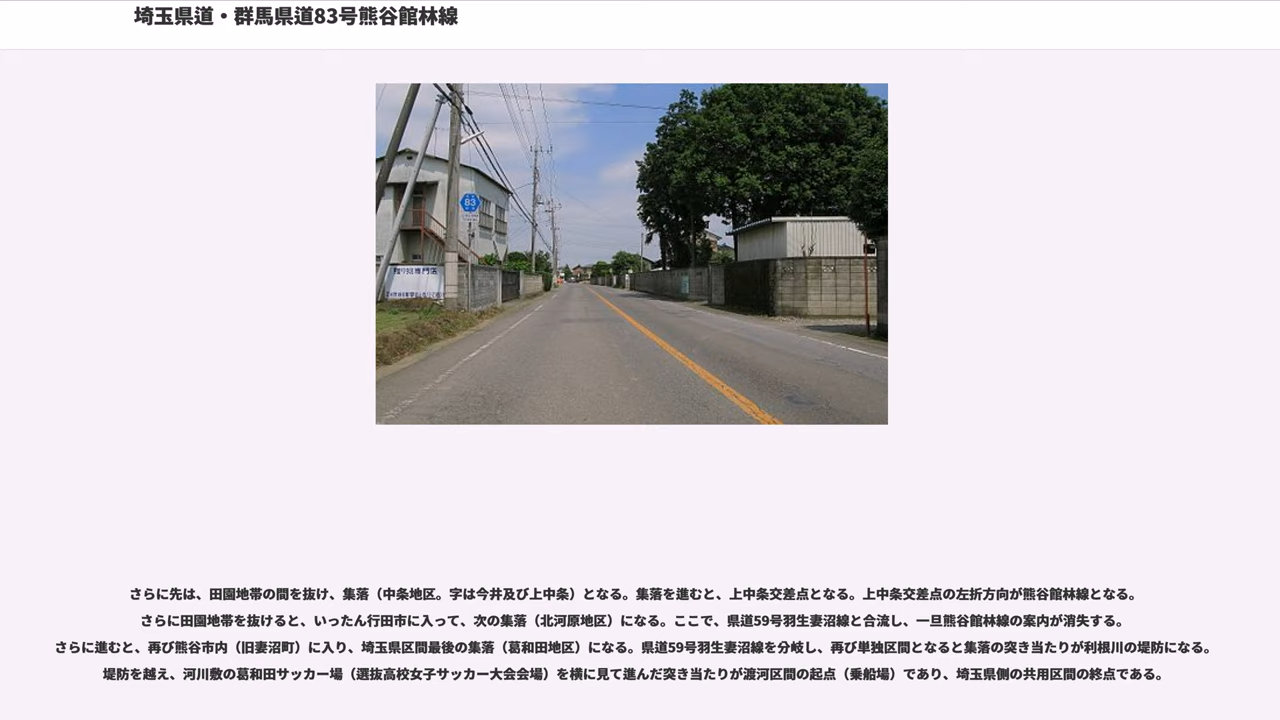 埼玉県道・群馬県道83号熊谷館林線
83
さらに先は、田園地帯の間を抜け、集落（中条地区。字は今井及び上中条）となる。集落を進むと、上中条交差点となる。上中条交差点の左折方向が熊谷館林線となる。
さらに田園地帯を抜けると、いったん行田市に入って、次の集落（北河原地区）になる。ここで、県道59号羽生妻沼線と合流し、一旦熊谷館林線の案内が消失する。
さらに進むと、再び熊谷市内（旧妻沼町）に入り、埼玉県区間最後の集落（葛和田地区）になる。県道59号羽生妻沼線を分岐し、再び単独区間となると集落の突き当たりが利根川の堤防になる。
堤防を越え、河川敷の葛和田サッカー場（選抜高校女子サッカー大会会場）を横に見て進んだ突き当たりが渡河区間の起点（乗船場）であり、埼玉県側の共用区間の終点である。